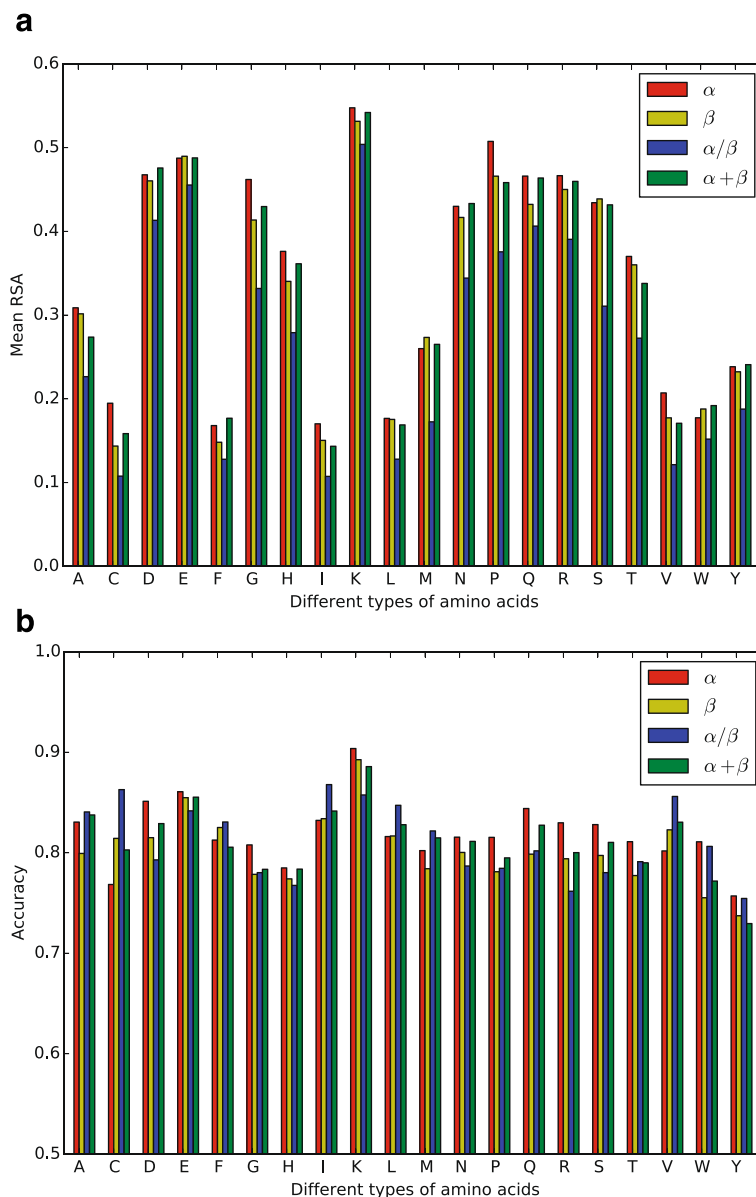 a
0.6
0.5
0.4
0.3
0.2
0.1
0.0
Mean RSA
α
β
α/β
α+β
A C D E F G H I K L M N P Q R S T V W Y
Different types of amino acids
b
1.0
0.9
0.8
0.7
0.6
0.5
Accuracy
α
β
α/β
α+β
A C D E F G H I K L M N P Q R S T V W Y
Different types of amino acids